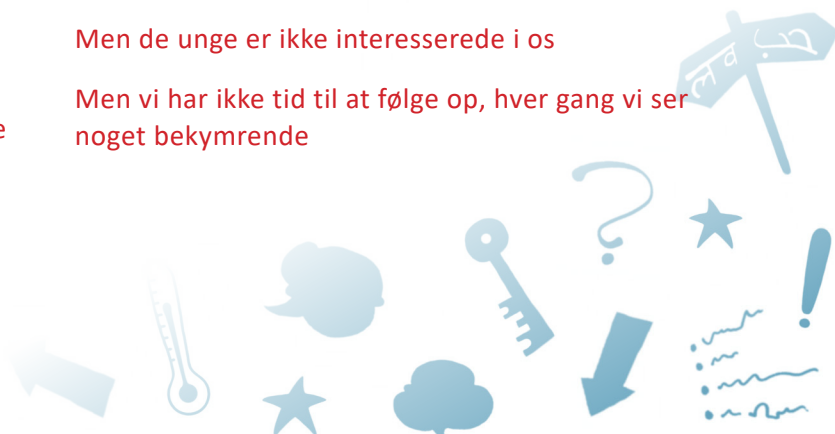 Men de unge er ikke interesserede i os
Men vi har ikke tid til at følge op, hver gang vi ser
e noget bekymrende